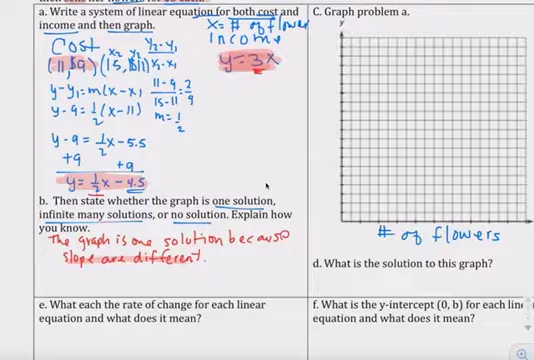 a. Write a system of linear equation for both cost and
income and then graph.
x = # of flowers
Cost
Income
y = 3x
x₂ y₂ y₂-y₁
(11, $9) (15, $11) x₂-x₁
y-y₁ = m(x-x₁
11-9 = 2
15-11 4
y-9 = 1/2 (x-11)
m = 1/2
y-9 = 1/2 x - 5.5
+9 +9
y = 1/2 x - 4.5
b. Then state whether the graph is one solution,
infinite many solutions, or no solution. Explain how
you know.
The graph is one solution because
slope are different.
C. Graph problem a.
y
# of flowers
d. What is the solution to this graph?
e. What each the rate of change for each linear
equation and what does it mean?
f. What is the y-intercept (0, b) for each line
equation and what does it mean?